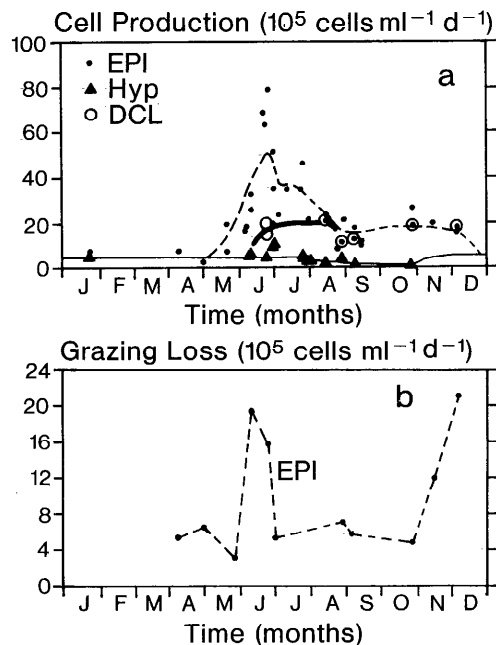 Cell Production (10⁵ cells ml⁻¹ d⁻¹)
100
80
60
40
20
0
EPI
Hyp
DCL
a
J F M A M J J A S O N D
Time (months)
Grazing Loss (10⁵ cells ml⁻¹ d⁻¹)
24
20
16
12
8
4
0
b
EPI
J F M A M J J A S O N D
Time (months)